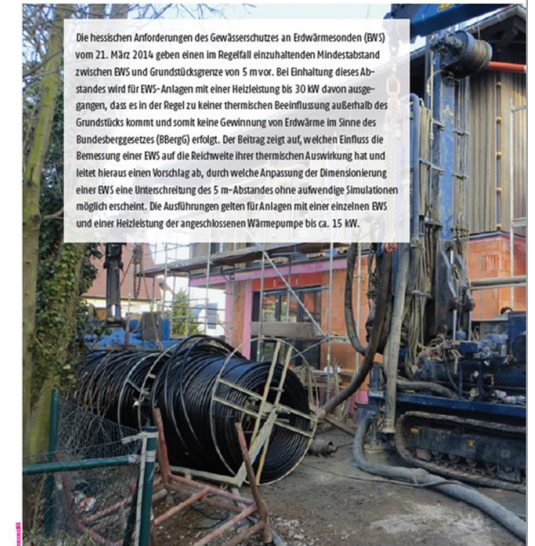 Die hessischen Anforderungen des Gewässerschutzes an Erdwärmesonden (EWS)
vom 21. März 2014 geben einen im Regelfall einzuhaltenden Mindestabstand
zwischen EWS und Grundstücksgrenze von 5 m vor. Bei Einhaltung dieses Ab-
standes wird für EWS-Anlagen mit einer Heizleistung bis 30 kW davon ausge-
gangen, dass es in der Regel zu keiner thermischen Beeinflussung außerhalb des
Grundstücks kommt und somit keine Gewinnung von Erdwärme im Sinne des
Bundesberggesetzes (BBergG) erfolgt. Der Beitrag zeigt auf, welchen Einfluss die
Bemessung einer EWS auf die Reichweite ihrer thermischen Auswirkung hat und
leitet hieraus einen Vorschlag ab, durch welche Anpassung der Dimensionierung
einer EWS eine Unterschreitung des 5 m-Abstandes ohne aufwendige Simulationen
möglich erscheint. Die Ausführungen gelten für Anlagen mit einer einzelnen EWS
und einer Heizleistung der angeschlossenen Wärmepumpe bis ca. 15 kW.